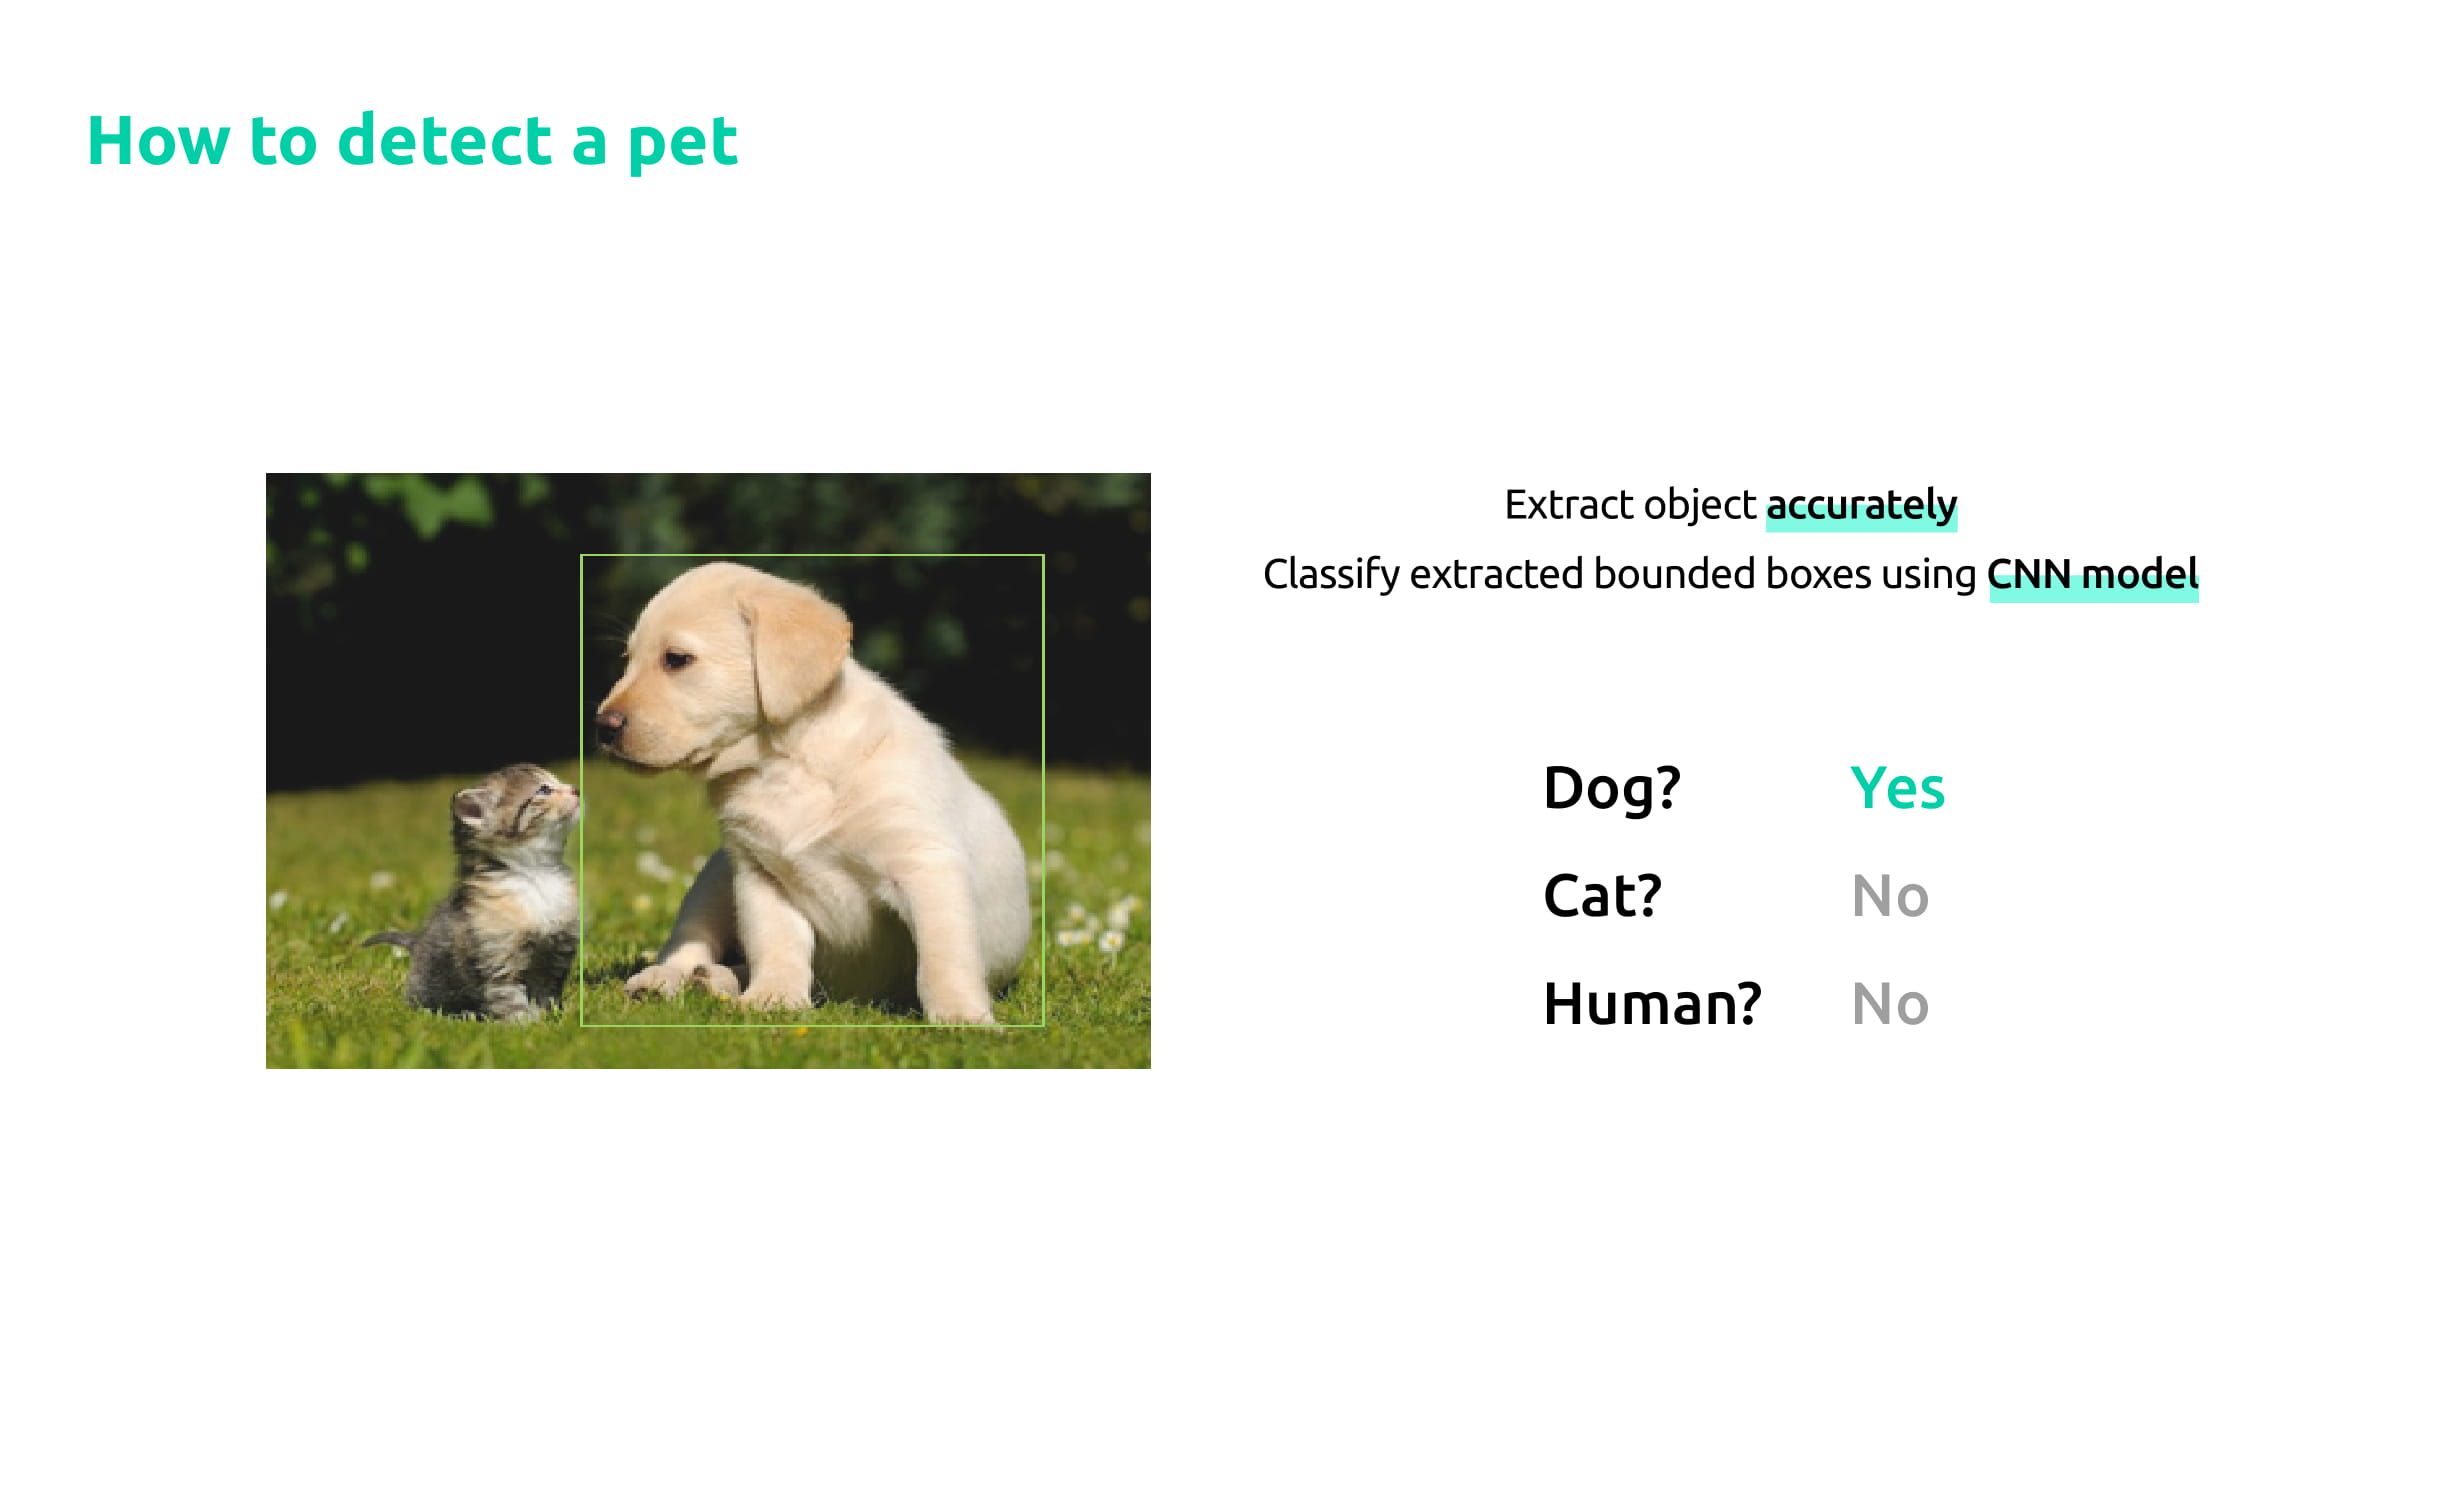 How to detect a pet
Extract object accurately
Classify extracted bounded boxes using CNN model
Dog? Yes
Cat? No
Human? No